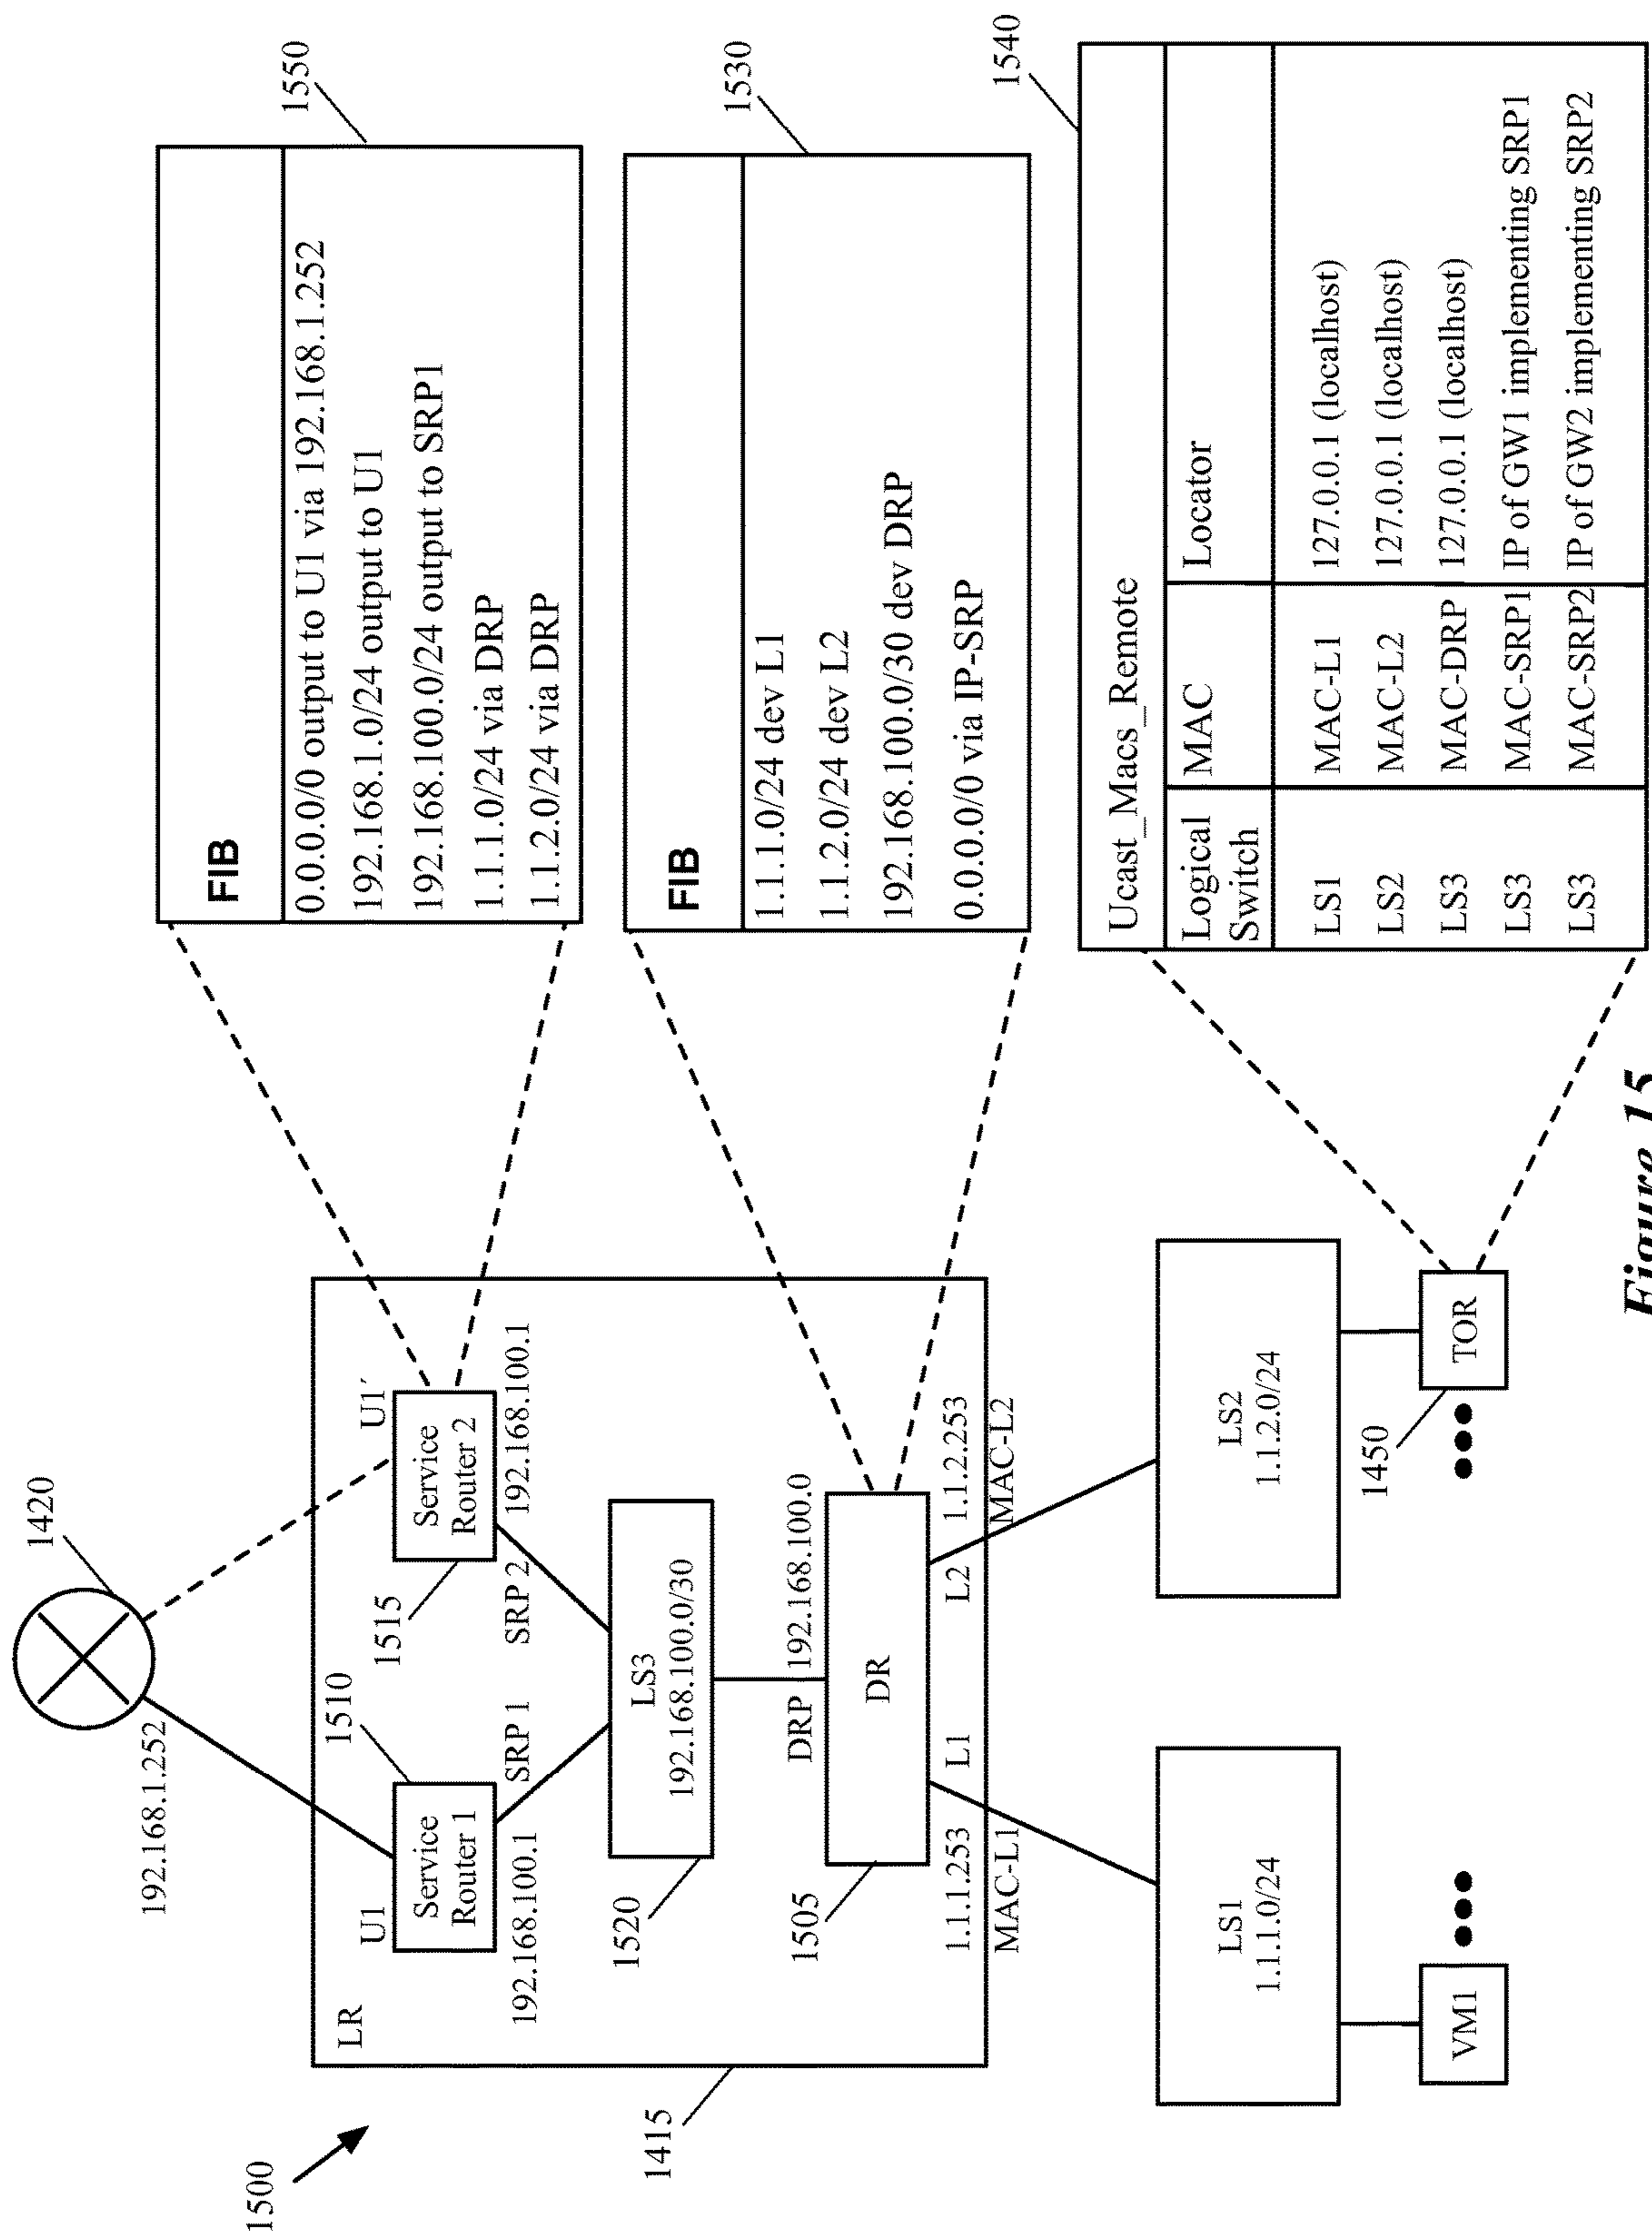 1500
1420
192.168.1.252
LR
1415
U1
1510
Service
Router 1
192.168.100.1
SRP 1
U1´
1515
Service
Router 2
SRP 2
192.168.100.1
1520
LS3
192.168.100.0/30
DRP
192.168.100.0
1505
DR
1.1.1.253
L1
MAC-L1
L2
1.1.2.253
MAC-L2
LS1
1.1.1.0/24
VM1
LS2
1.1.2.0/24
1450
TOR
1550
FIB
0.0.0.0/0 output to U1 via 192.168.1.252
192.168.1.0/24 output to U1
192.168.100.0/24 output to SRP1
1.1.1.0/24 via DRP
1.1.2.0/24 via DRP
1530
FIB
1.1.1.0/24 dev L1
1.1.2.0/24 dev L2
192.168.100.0/30 dev DRP
0.0.0.0/0 via IP-SRP
1540
Ucast_Macs_Remote
Logical Switch MAC Locator
LS1 MAC-L1 127.0.0.1 (localhost)
LS2 MAC-L2 127.0.0.1 (localhost)
LS3 MAC-DRP 127.0.0.1 (localhost)
LS3 MAC-SRP1 IP of GW1 implementing SRP1
LS3 MAC-SRP2 IP of GW2 implementing SRP2
Figure 15